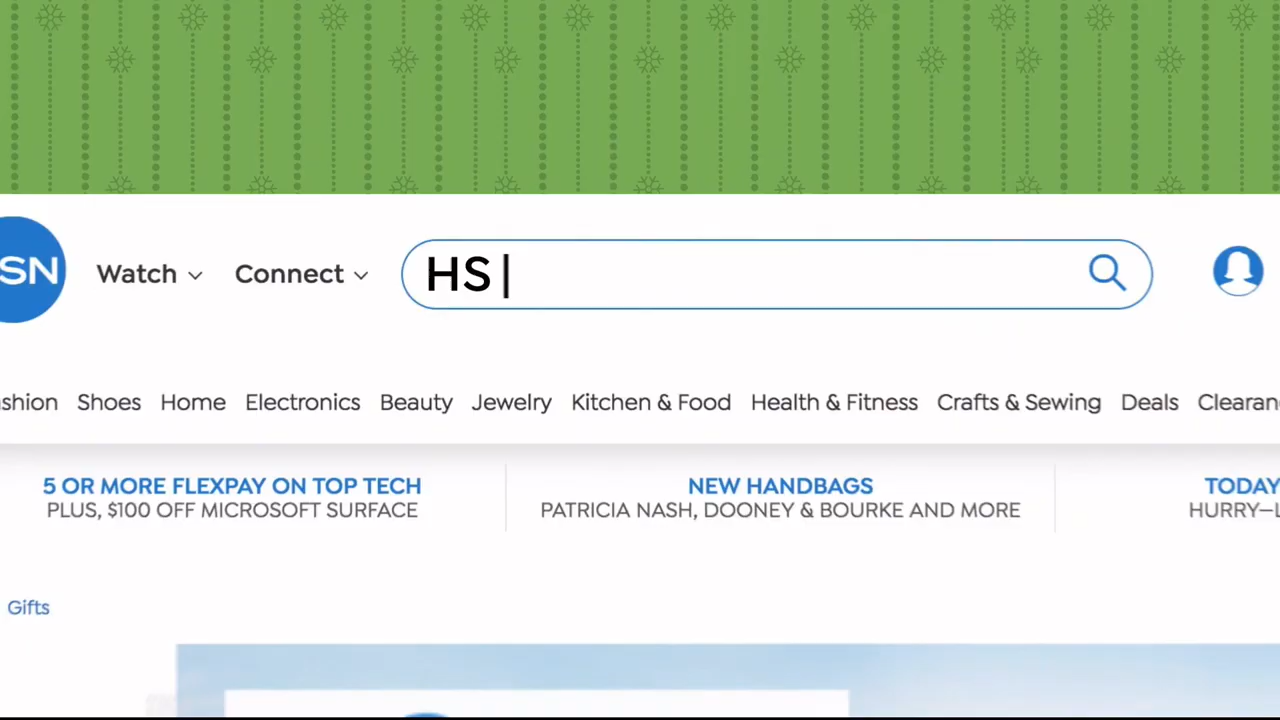 SN
Watch
Connect
HS |
shion Shoes Home Electronics Beauty Jewelry Kitchen & Food Health & Fitness Crafts & Sewing Deals Clearan
5 OR MORE FLEXPAY ON TOP TECH
PLUS, $100 OFF MICROSOFT SURFACE
NEW HANDBAGS
PATRICIA NASH, DOONEY & BOURKE AND MORE
TODAY
HURRY—L
Gifts